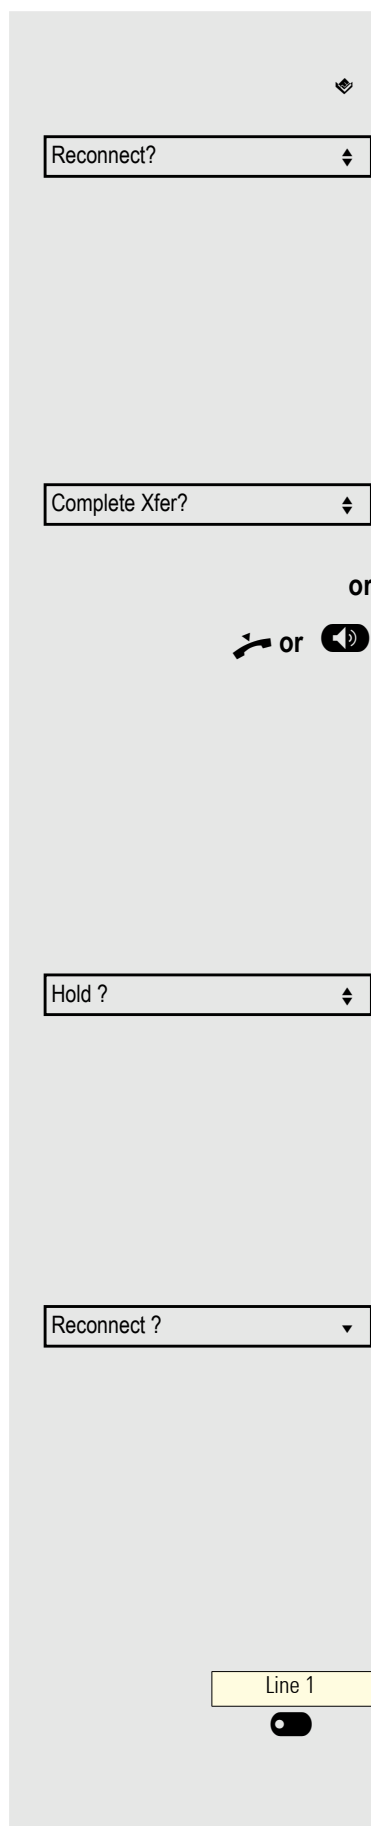 Reconnect?
Complete Xfer?
or
or
Hold ?
Reconnect ?
Line 1